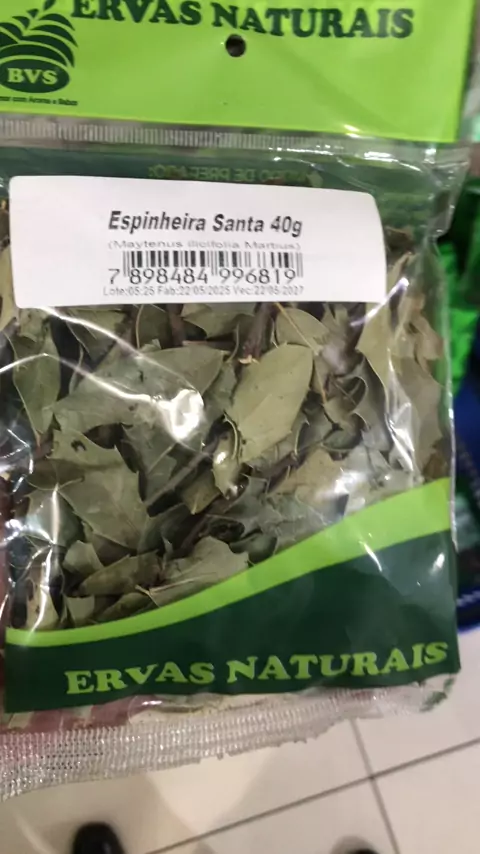 ERVAS NATURAIS
BVS
Espinheira Santa 40g
(Maytenus ilicifolia Martius)
7 898484 996819
Lote:05:25 Fab:22/05/2025 Vec:22/05/2027
ERVAS NATURAIS